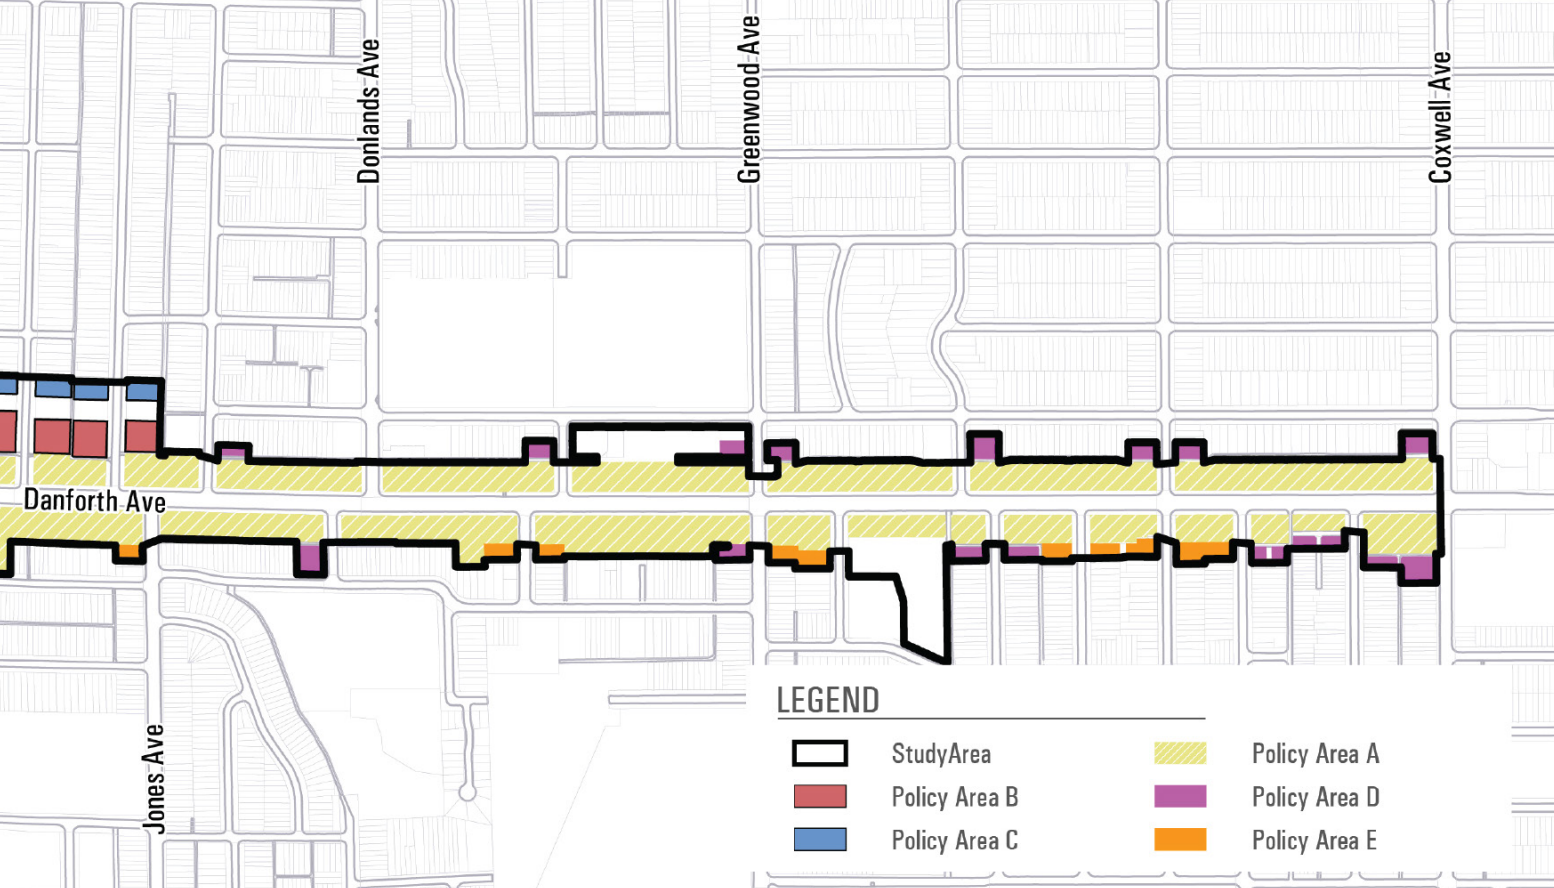 Donlands Ave
Greenwood Ave
Coxwell Ave
Danforth Ave
Jones Ave
LEGEND
StudyArea
Policy Area B
Policy Area C
Policy Area A
Policy Area D
Policy Area E